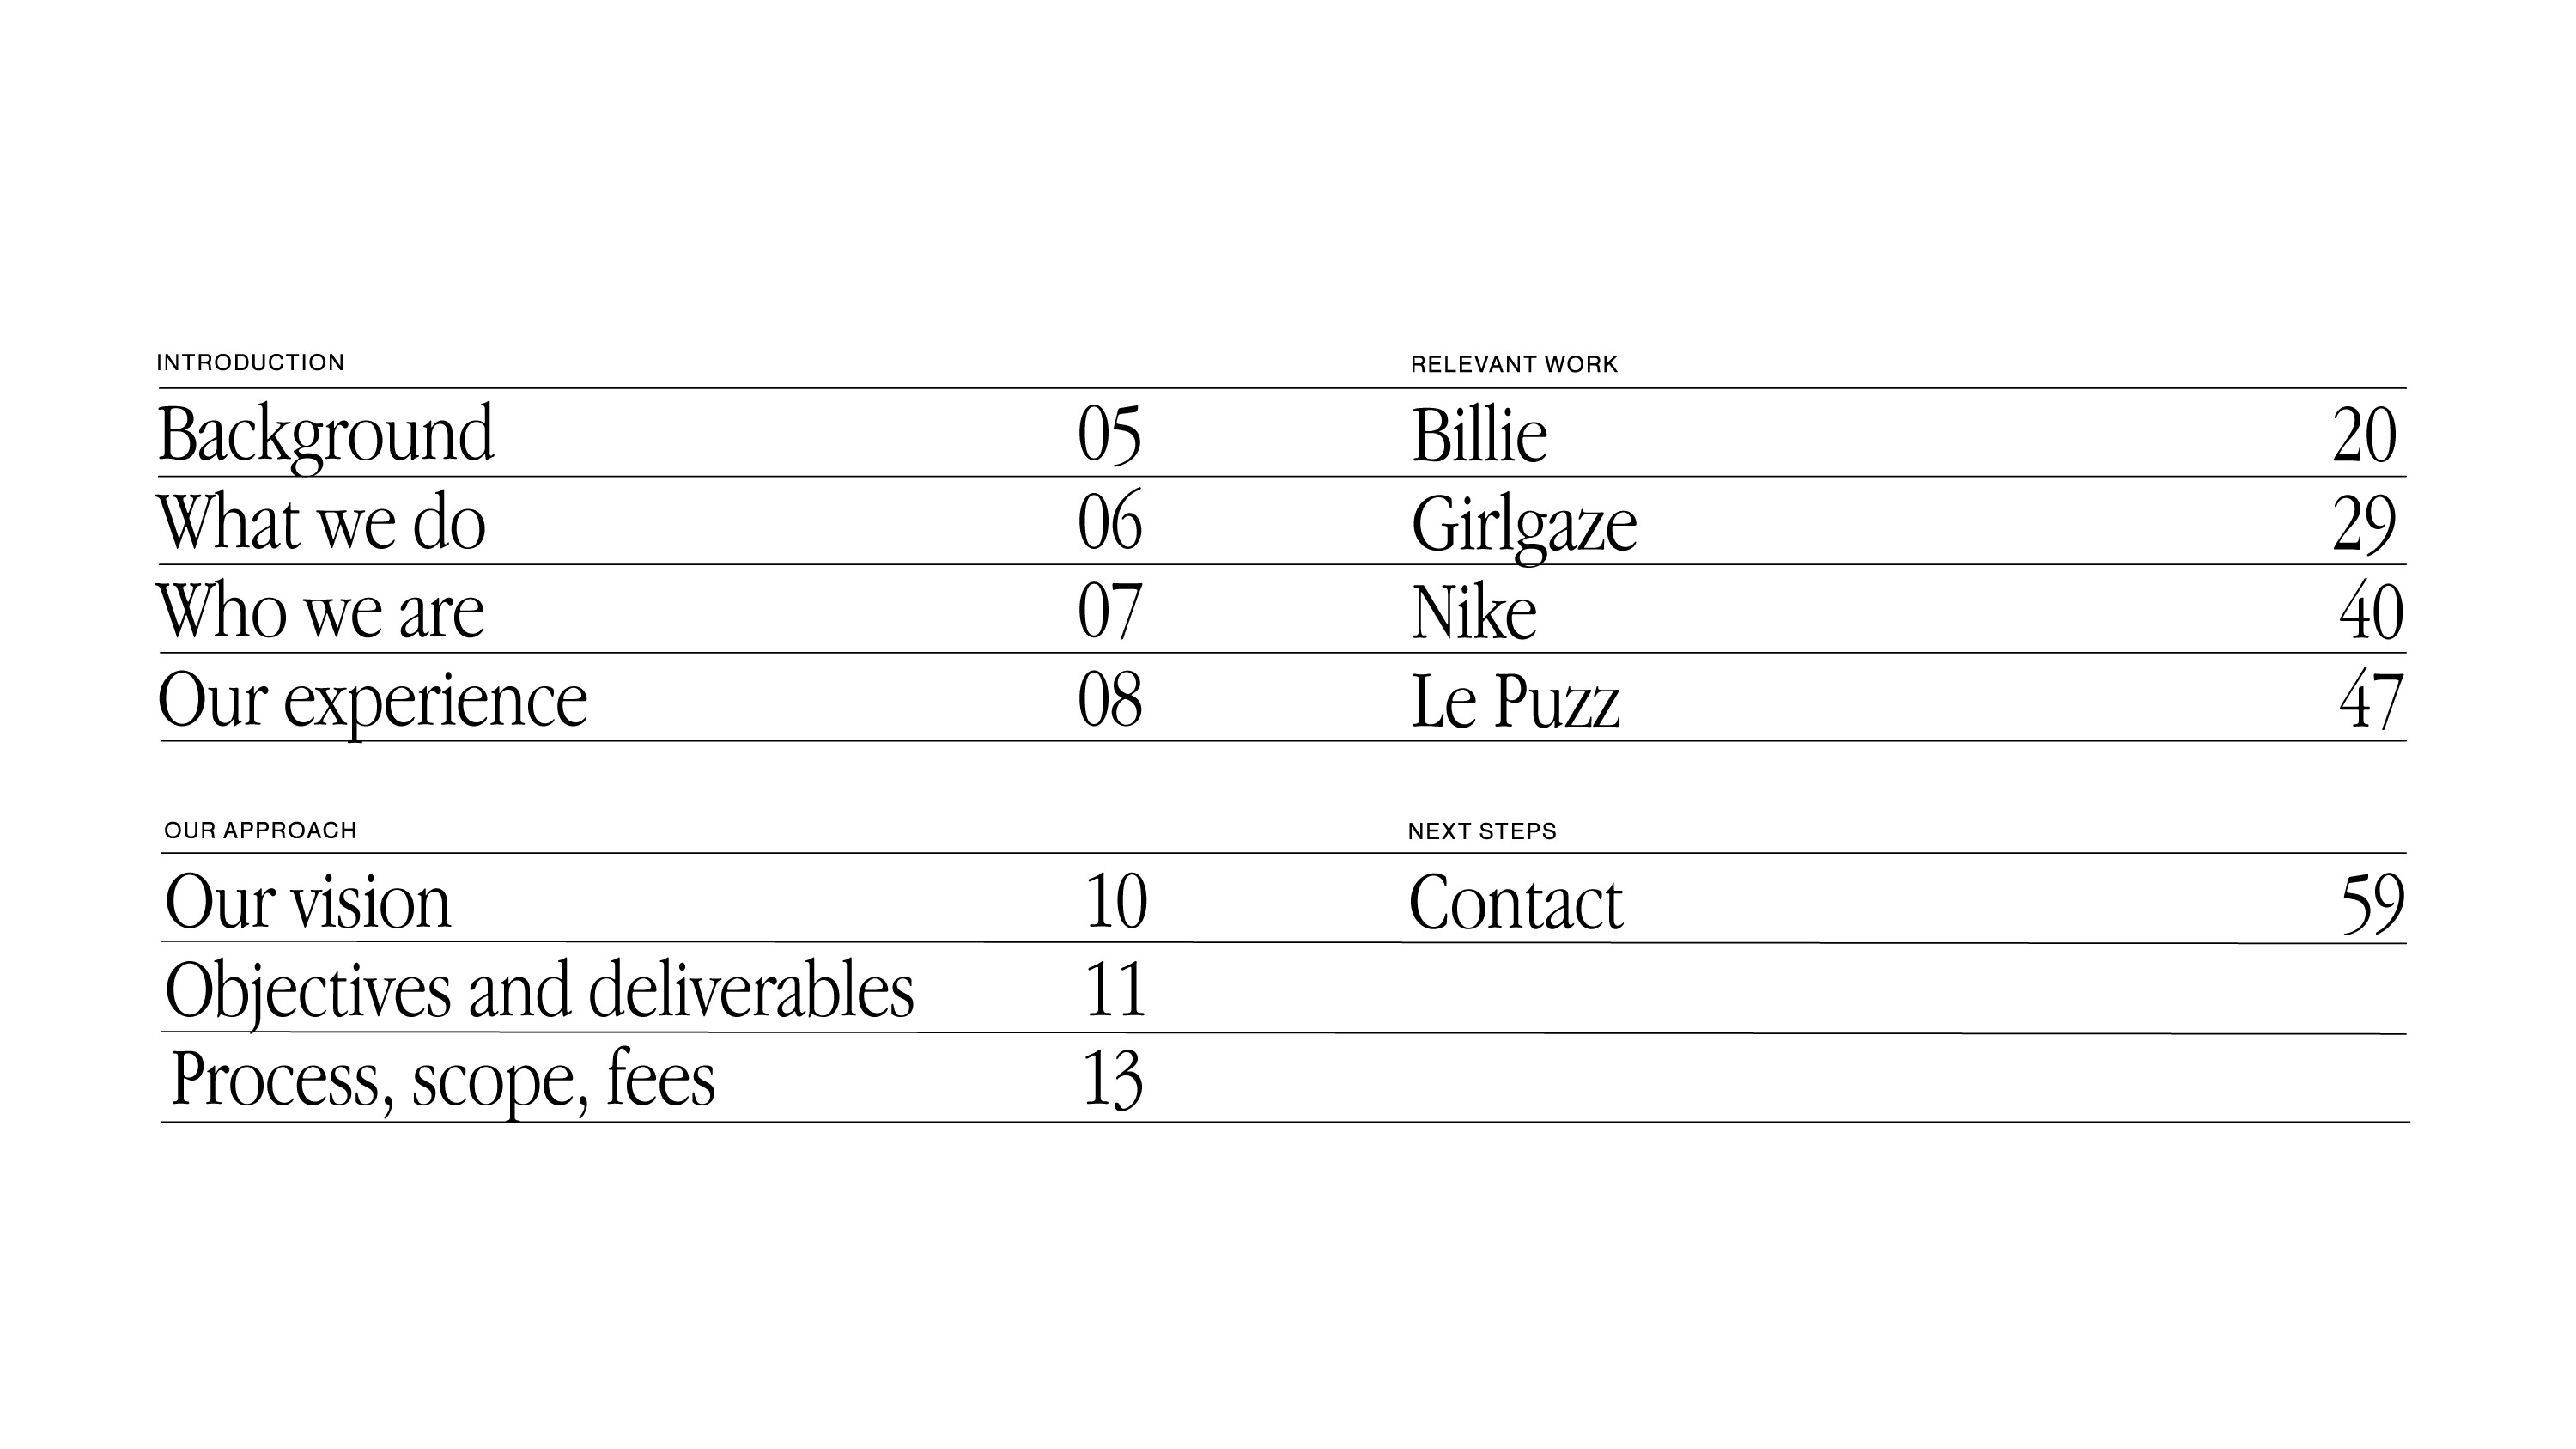 INTRODUCTION
Background 05
What we do 06
Who we are 07
Our experience 08
RELEVANT WORK
Billie 20
Girlgaze 29
Nike 40
Le Puzz 47
OUR APPROACH
Our vision 10
Objectives and deliverables 11
Process, scope, fees 13
NEXT STEPS
Contact 59